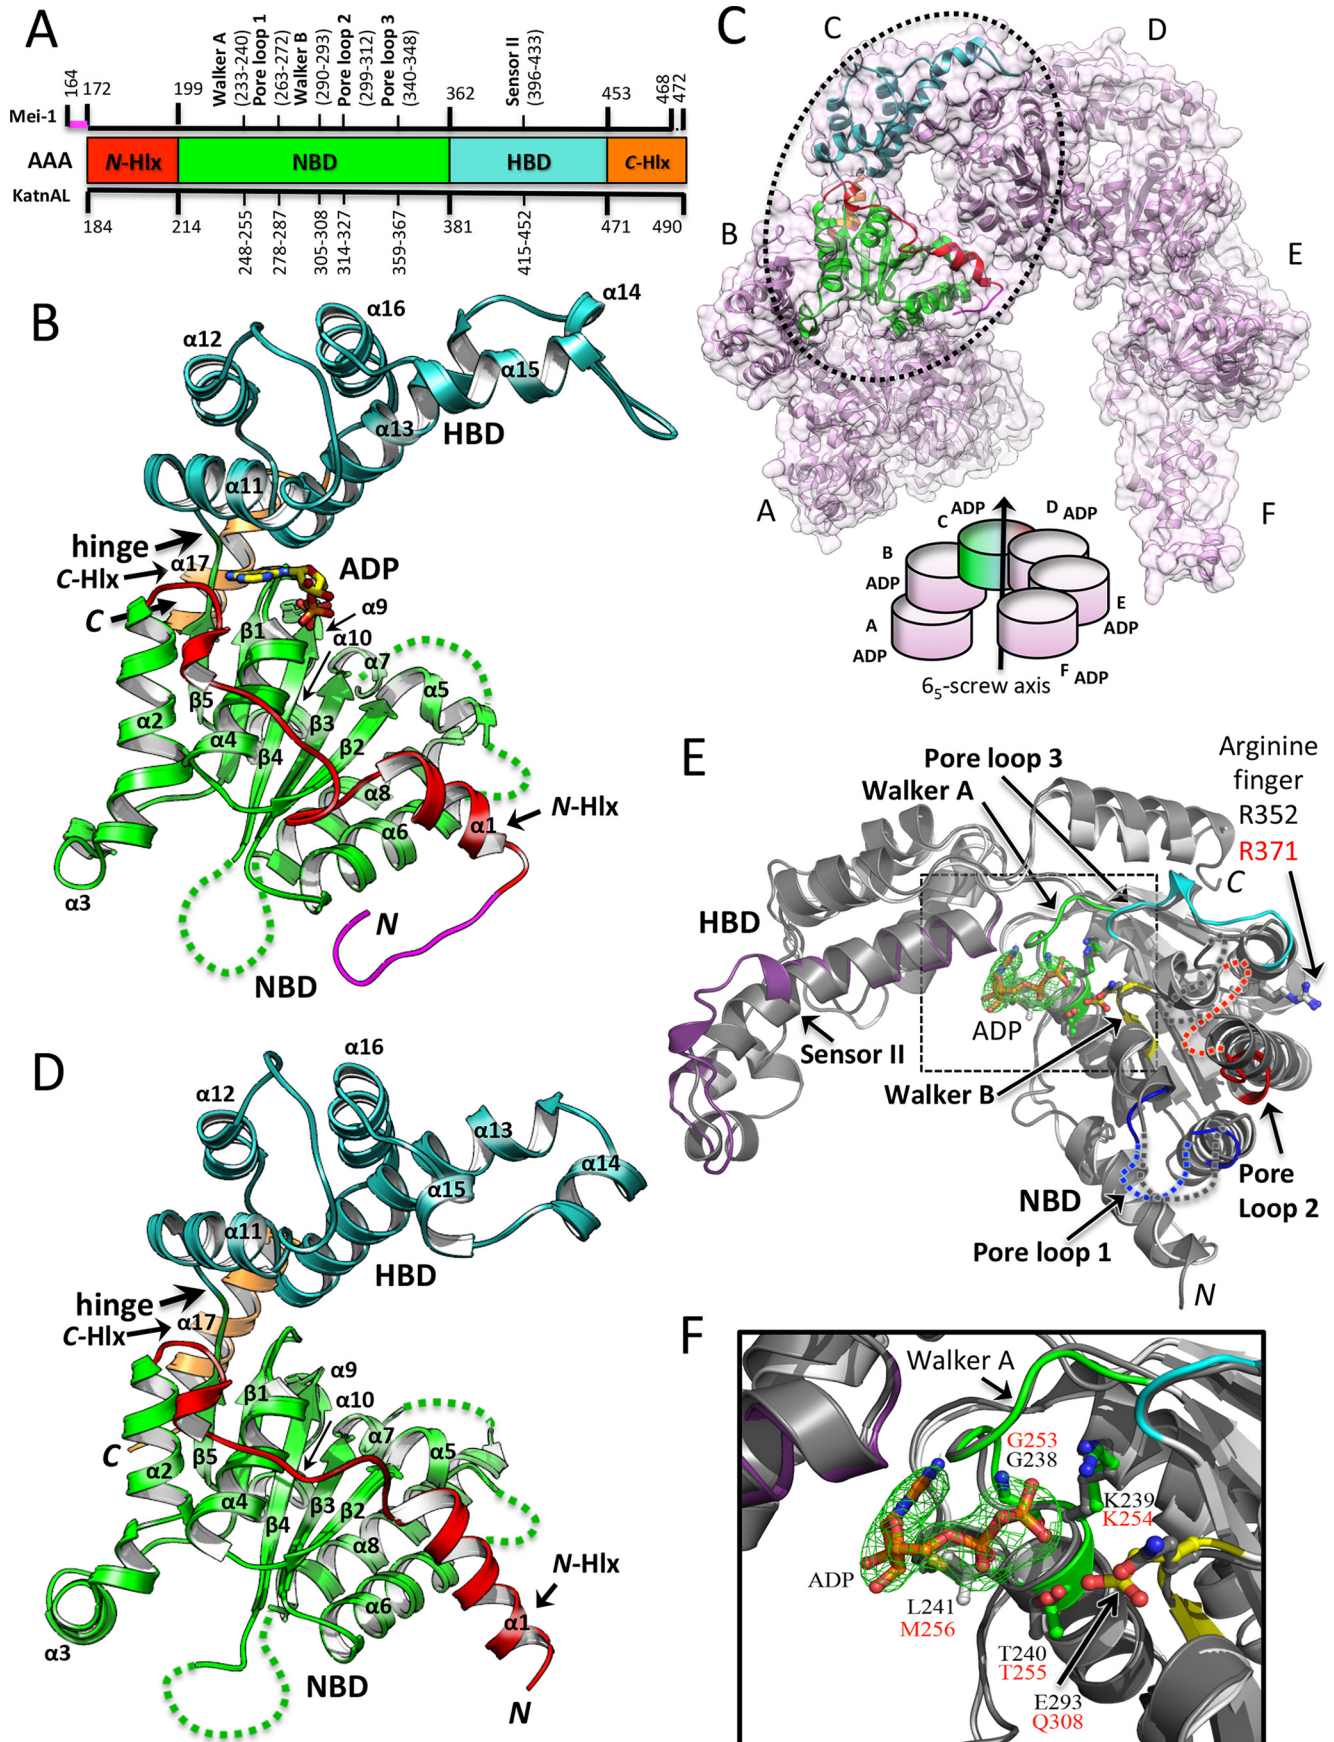 A
Walker A
(233-240)
Pore loop 1
(263-272)
Walker B
(290-293)
Pore loop 2
(299-312)
Pore loop 3
(340-348)
Sensor II
(396-433)
164
172
199
362
453
468
472
Mei-1
AAA
N-Hlx
NBD
HBD
C-Hlx
KatnAL
184
214
248-255
278-287
305-308
314-327
359-367
381
415-452
471
490
B
α12
α16
α14
α15
α13
HBD
α11
hinge
C-Hlx
α17
ADP
C
α9
β1
α10
α7
α5
β5
β3
α2
α4
β4
β2
α8
N-Hlx
α1
α6
α3
N
NBD
C
C
D
B
E
A
F
C
ADP
D ADP
B
ADP
E
ADP
A
ADP
F ADP
6₅-screw axis
D
α16
α12
α13
α14
α15
α11
HBD
hinge
C-Hlx
α17
α9
β1
α10
α7
C
α5
β5
α2
α4
β3
β2
β4
α8
N-Hlx
α6
α1
α3
NBD
N
E
Pore loop 3
Walker A
Arginine
finger
R352
R371
C
HBD
ADP
Sensor II
Walker B
Pore
Loop 2
NBD
Pore loop 1
N
F
Walker A
G253
G238
K239
K254
ADP
L241
M256
T240
T255
E293
Q308